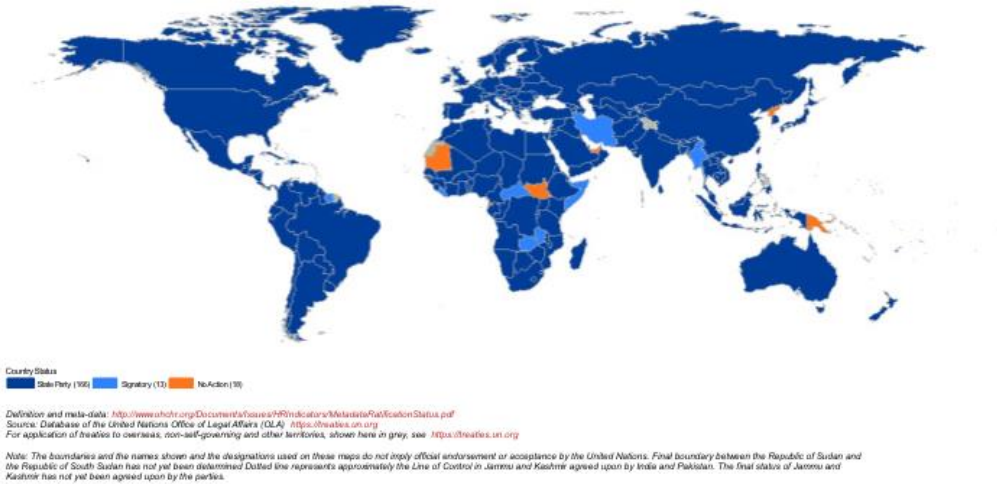 Country Status
State Party (166) Signatory (13) No Action (18)
Definition and meta-data: http://www.ohchr.org/Documents/Issues/HRIndicators/MetadataRatificationStatus.pdf
Source: Database of the United Nations Office of Legal Affairs (OLA) https://treaties.un.org
For application of treaties to overseas, non-self-governing and other territories, shown here in grey, see https://treaties.un.org
Note: The boundaries and the names shown and the designations used on these maps do not imply official endorsement or acceptance by the United Nations. Final boundary between the Republic of Sudan and
the Republic of South Sudan has not yet been determined Dotted line represents approximately the Line of Control in Jammu and Kashmir agreed upon by India and Pakistan. The final status of Jammu and
Kashmir has not yet been agreed upon by the parties.